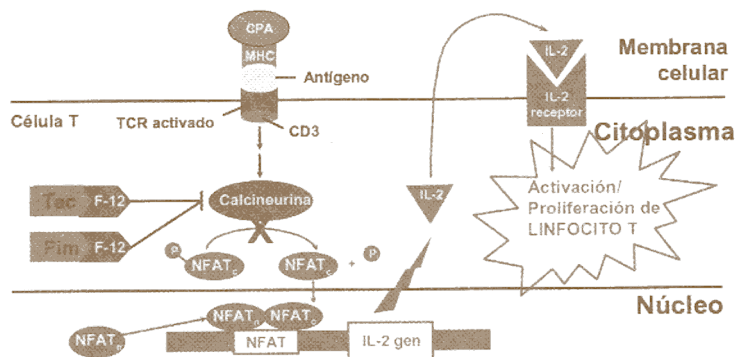 CPA
MHC
Antígeno
IL-2
IL-2
receptor
Membrana
celular
Célula T
TCR activado
CD3
Citoplasma
Tac F-12
Fim F-12
Calcineurina
IL-2
Activación/
Proliferación de
LINFOCITO T
P
NFATc
NFATc
+ P
Núcleo
NFATn
NFATn
NFATc
NFAT
IL-2 gen